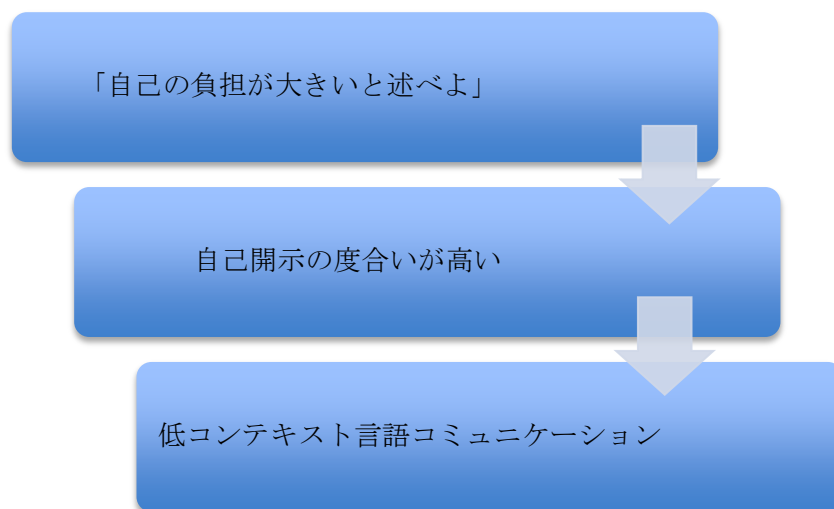 「自己の負担が大きいと述べよ」
自己開示の度合いが高い
低コンテキスト言語コミュニケーション